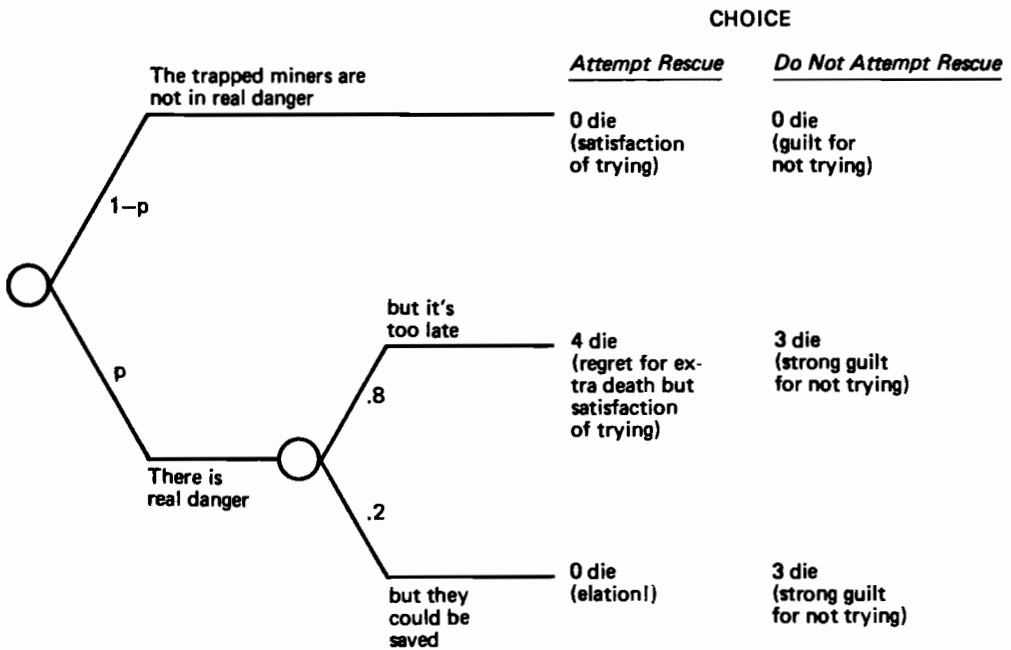 CHOICE
Attempt Rescue
Do Not Attempt Rescue
The trapped miners are
not in real danger
0 die
(satisfaction
of trying)
0 die
(guilt for
not trying)
1–p
but it's
too late
4 die
(regret for ex-
tra death but
satisfaction
of trying)
3 die
(strong guilt
for not trying)
p
.8
There is
real danger
.2
but they
could be
saved
0 die
(elation!)
3 die
(strong guilt
for not trying)